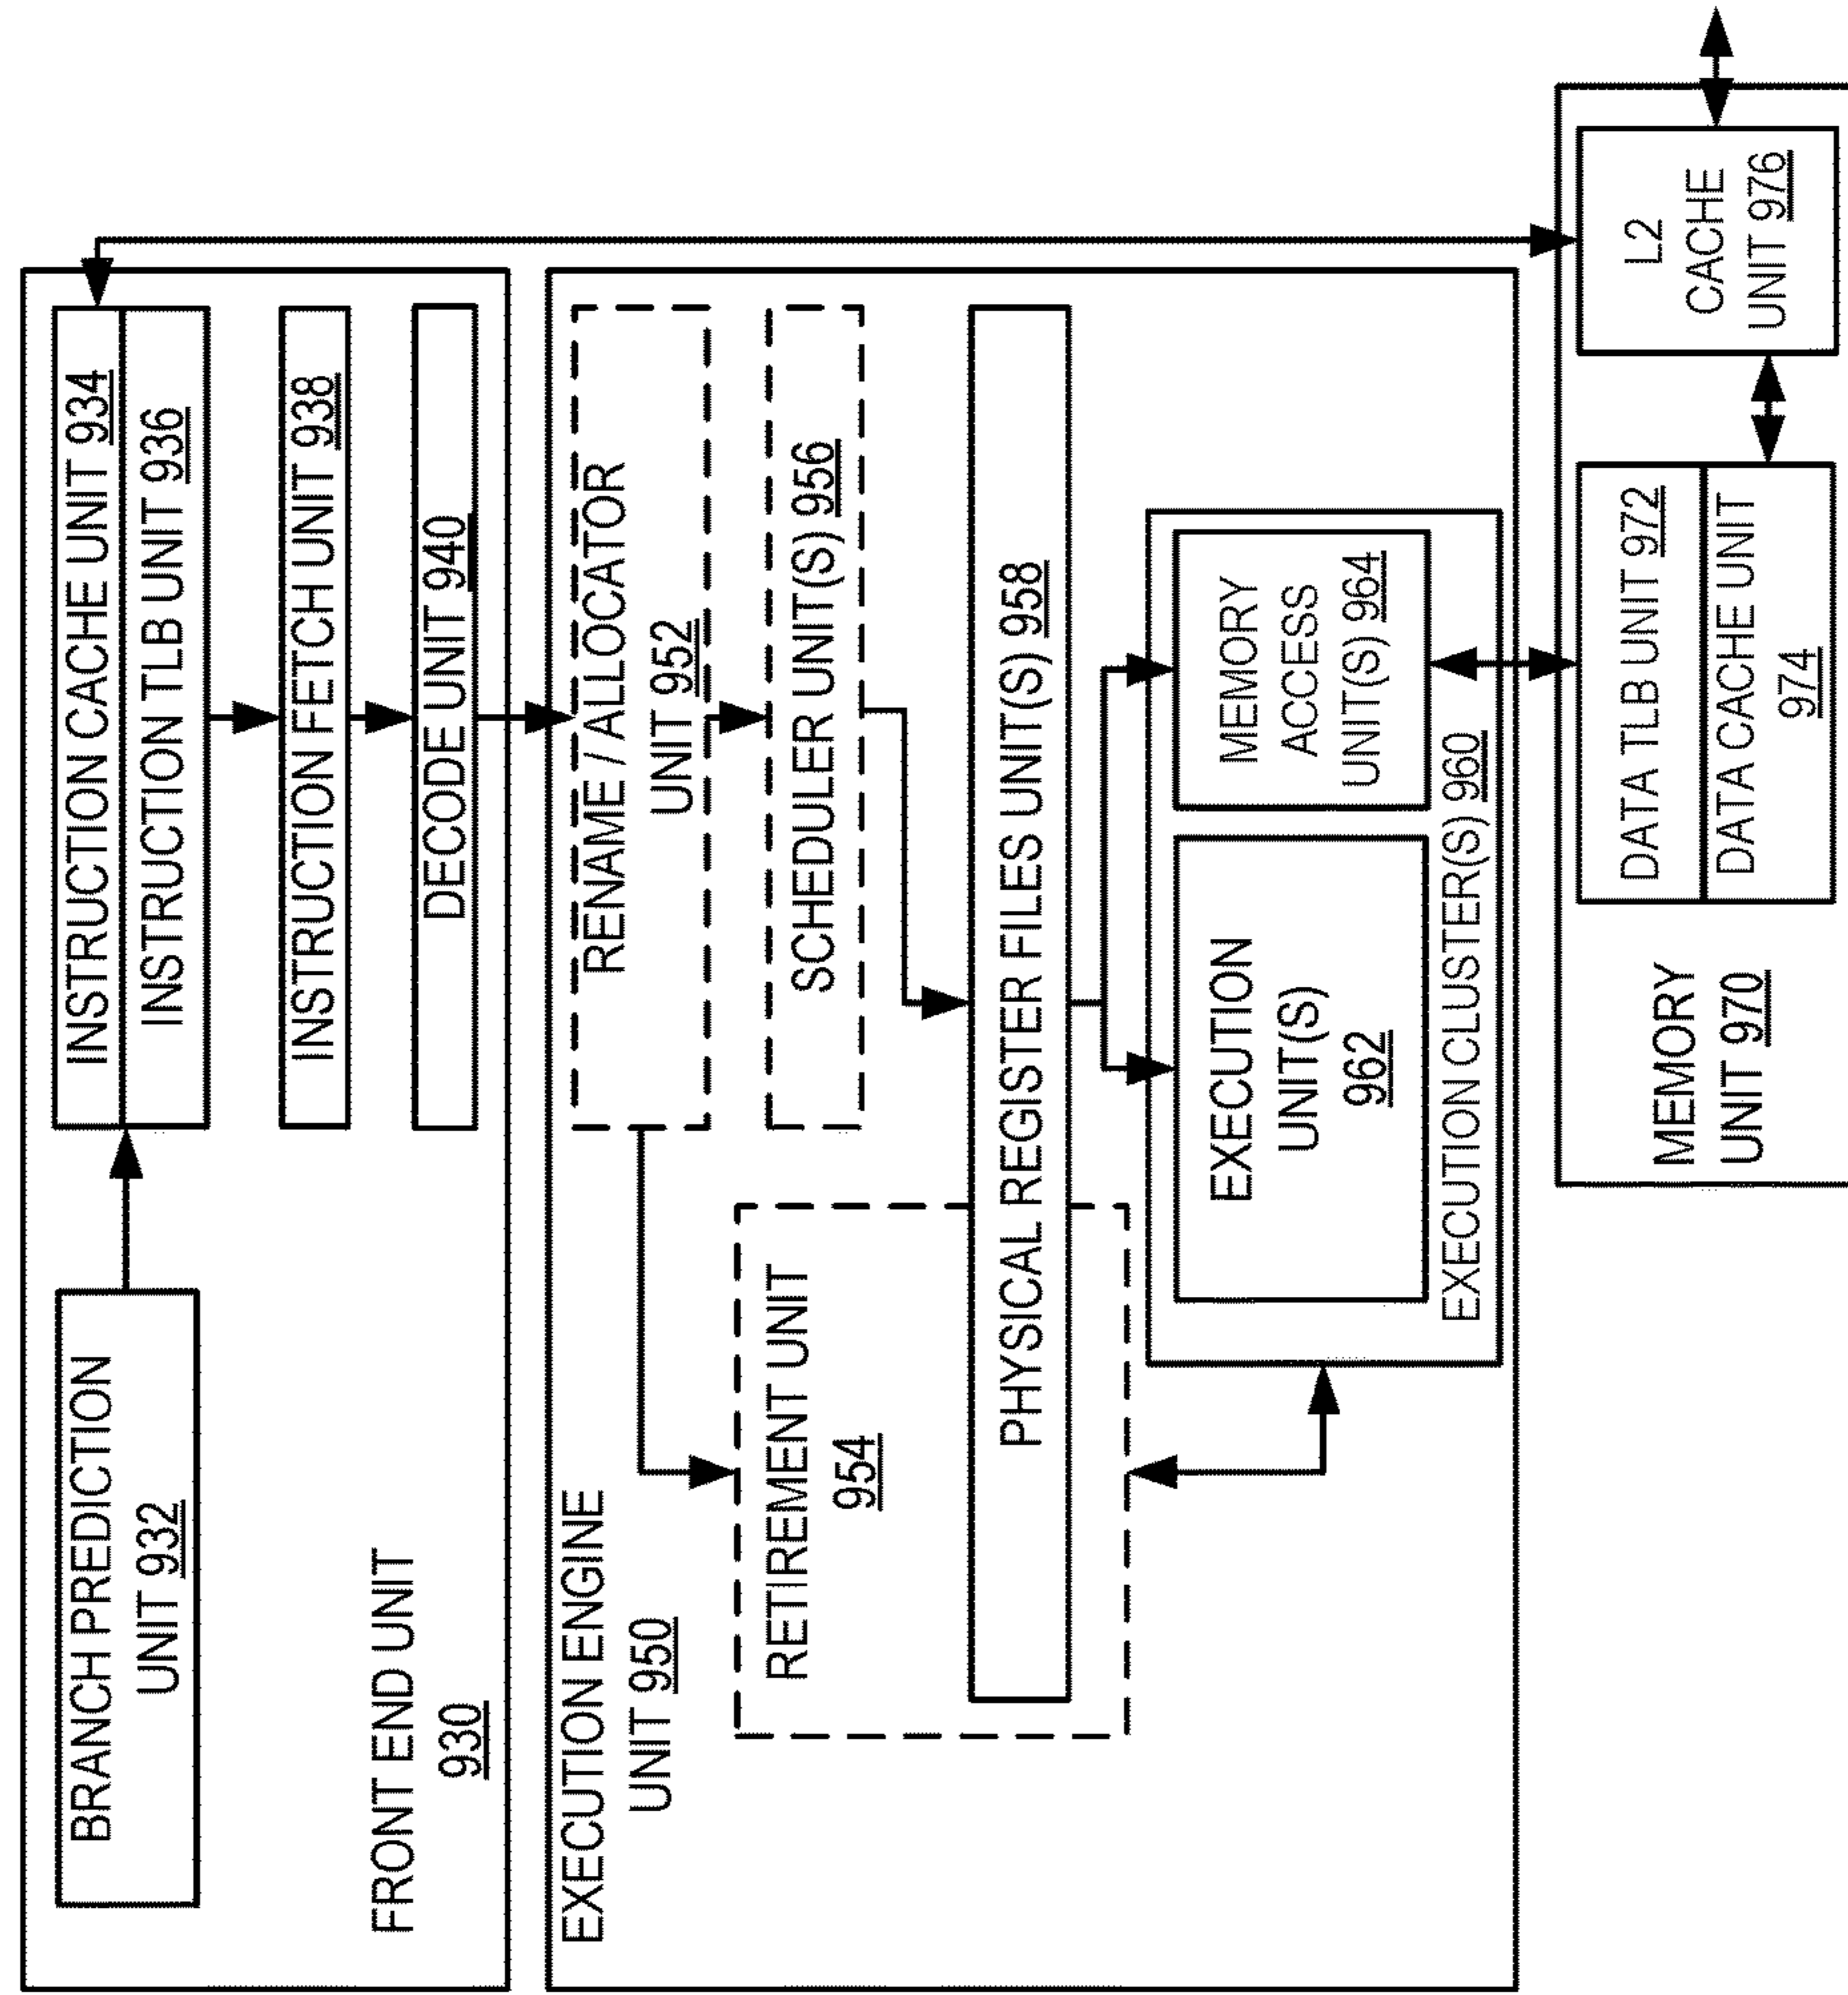 BRANCH PREDICTION
UNIT 932
INSTRUCTION CACHE UNIT 934
INSTRUCTION TLB UNIT 936
INSTRUCTION FETCH UNIT 938
DECODE UNIT 940
FRONT END UNIT
930
EXECUTION ENGINE
UNIT 950
RENAME / ALLOCATOR
UNIT 952
RETIREMENT UNIT
954
SCHEDULER UNIT(S) 956
PHYSICAL REGISTER FILES UNIT(S) 958
EXECUTION
UNIT(S)
962
MEMORY
ACCESS
UNIT(S) 964
EXECUTION CLUSTER(S) 960
MEMORY
UNIT 970
DATA TLB UNIT 972
DATA CACHE UNIT
974
L2
CACHE
UNIT 976